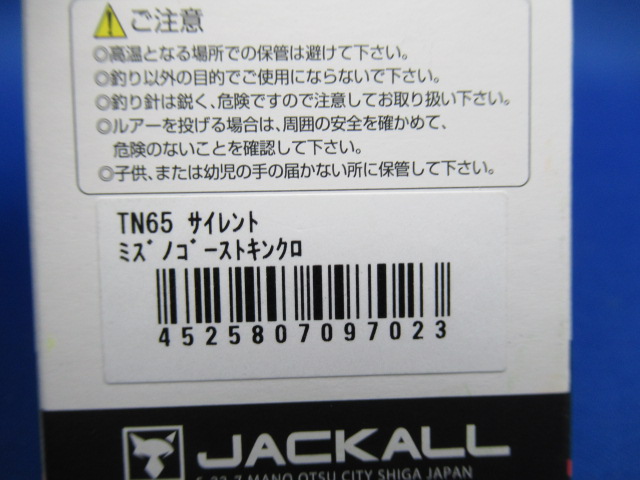 ご注意
◎高温となる場所での保管は避けて下さい。
◎釣り以外の目的でご使用にならないで下さい。
◎釣り針は鋭く、危険ですので注意してお取り扱い下さい。
◎ルアーを投げる場合は、周囲の安全を確かめて、
危険のないことを確認して下さい。
◎子供、または幼児の手の届かない所に保管して下さい。
TN65 サイレント
ミズノゴーストキンクロ
4525807097023
JACKALL
MANO OTSU CITY SHIGA JAPAN